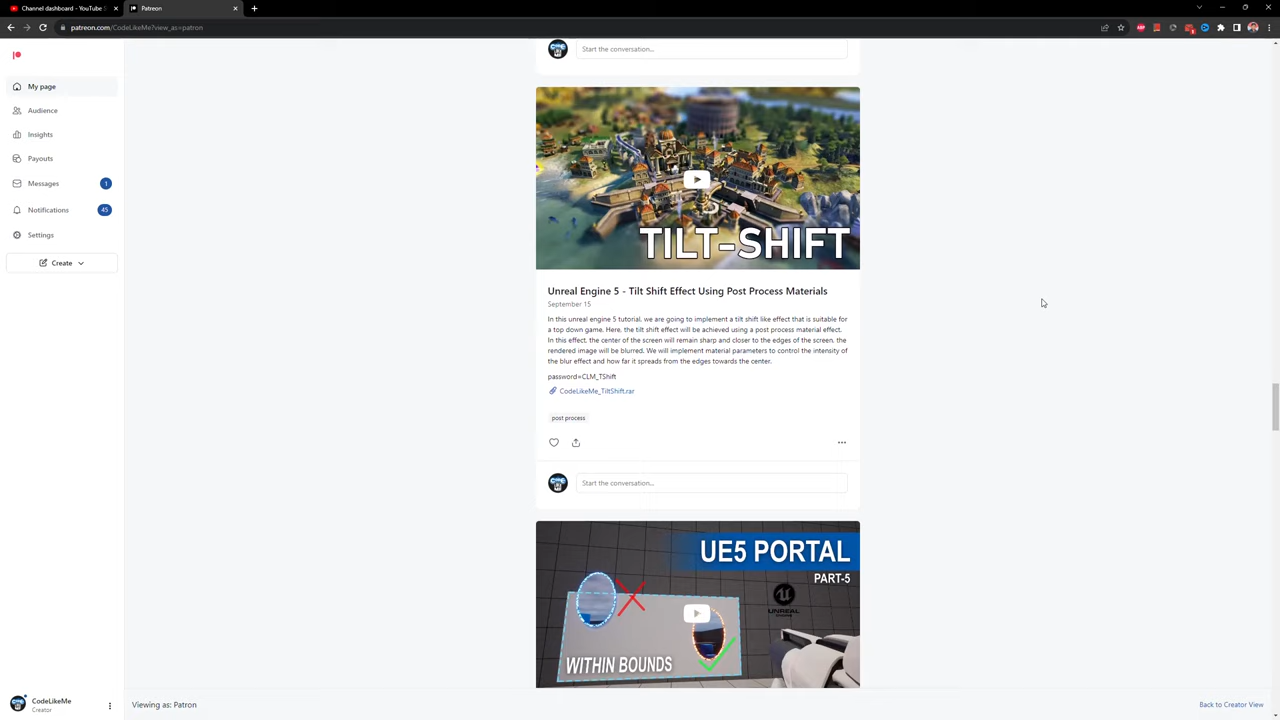 Channel dashboard - YouTube S
Patreon
patreon.com/CodeLikeMe?view_as=patron
My page
Audience
Insights
Payouts
Messages
1
Notifications
45
Settings
Create
Start the conversation...
TILT-SHIFT
Unreal Engine 5 - Tilt Shift Effect Using Post Process Materials
September 15
In this unreal engine 5 tutorial, we are going to implement a tilt shift like effect that is suitable for
a top down game. Here, the tilt shift effect will be achieved using a post process material effect.
In this effect, the center of the screen will remain sharp and closer to the edges of the screen, the
rendered image will be blurred. We will implement material parameters to control the intensity of
the blur effect and how far it spreads from the edges towards the center.
password=CLM_TShift
CodeLikeMe_TiltShift.rar
post process
Start the conversation...
UE5 PORTAL
PART-5
UNREAL
ENGINE
WITHIN BOUNDS
CodeLikeMe
Creator
Viewing as: Patron
Back to Creator View